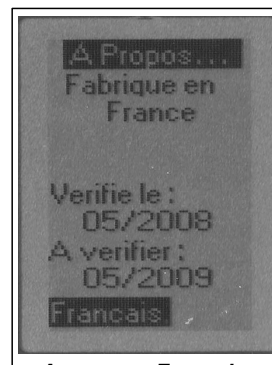 A Propos...
Fabrique en
France
Verifie le :
05/2008
A verifier :
05/2009
Francais